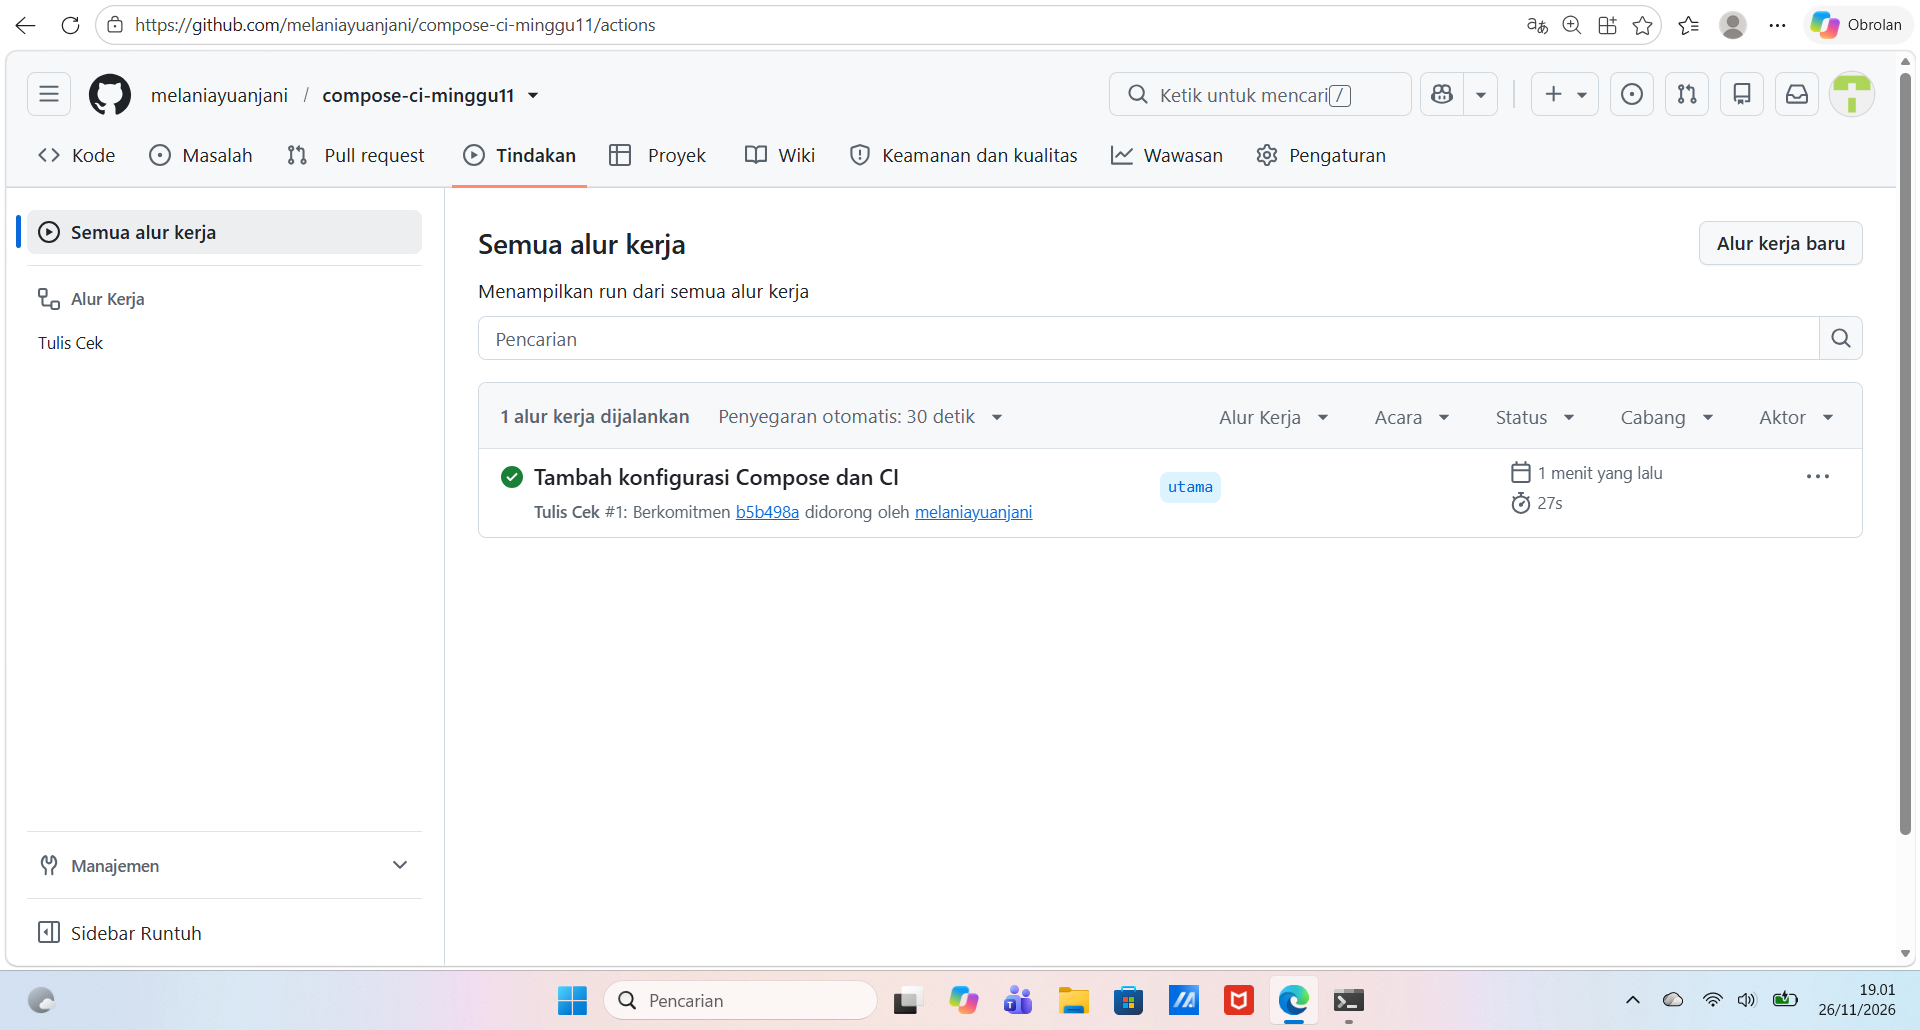 https://github.com/melaniayuanjani/compose-ci-minggu11/actions
Obrolan
melaniayuanjani / compose-ci-minggu11
Ketik untuk mencari /
Kode
Masalah
Pull request
Tindakan
Proyek
Wiki
Keamanan dan kualitas
Wawasan
Pengaturan
Semua alur kerja
Alur Kerja
Tulis Cek
Manajemen
Sidebar Runtuh
Semua alur kerja
Alur kerja baru
Menampilkan run dari semua alur kerja
Pencarian
1 alur kerja dijalankan
Penyegaran otomatis: 30 detik
Alur Kerja
Acara
Status
Cabang
Aktor
Tambah konfigurasi Compose dan CI
Tulis Cek #1: Berkomitmen b5b498a didorong oleh melaniayuanjani
utama
1 menit yang lalu
27s
Pencarian
19.01
26/11/2026